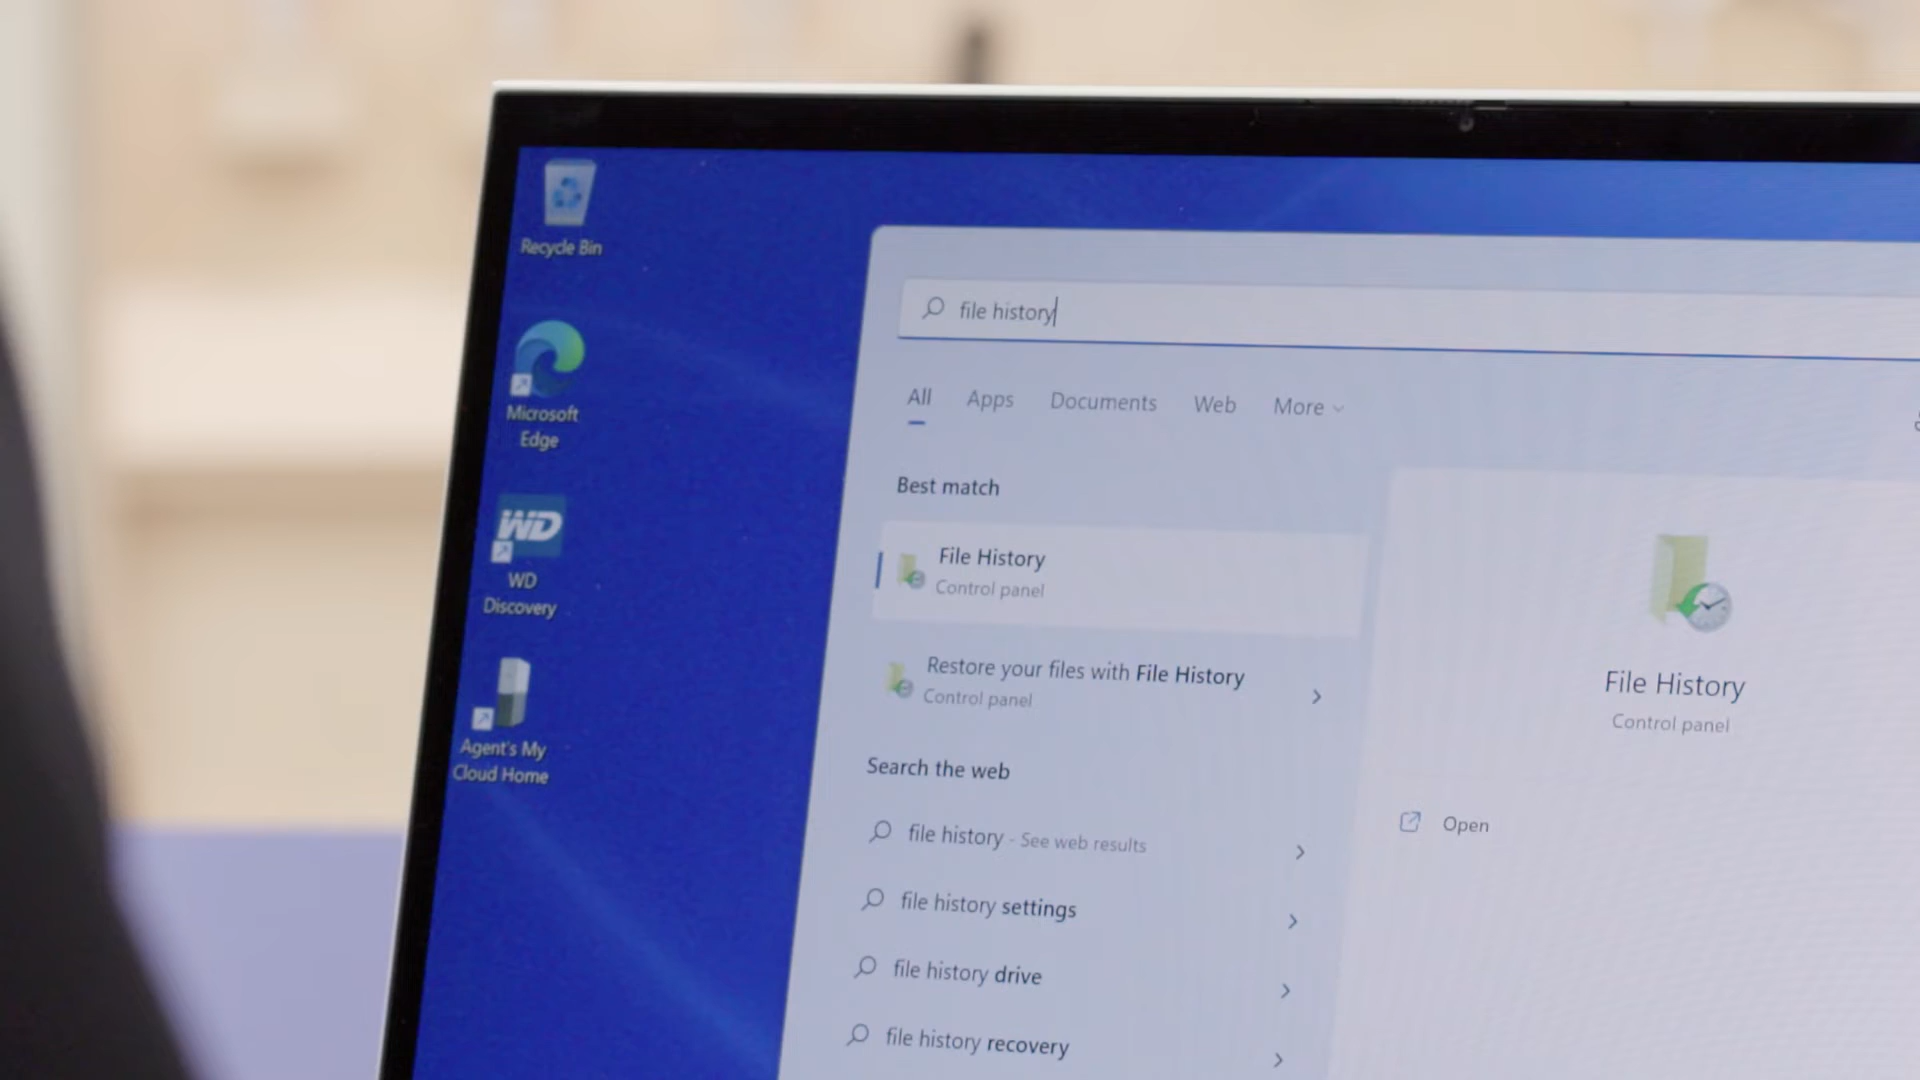 Recycle Bin
Microsoft
Edge
WD
WD
Discovery
Agent's My
Cloud Home
file history
All Apps Documents Web More
Best match
File History
Control panel
Restore your files with File History
Control panel
Search the web
file history - See web results
file history settings
file history drive
file history recovery
File History
Control panel
Open